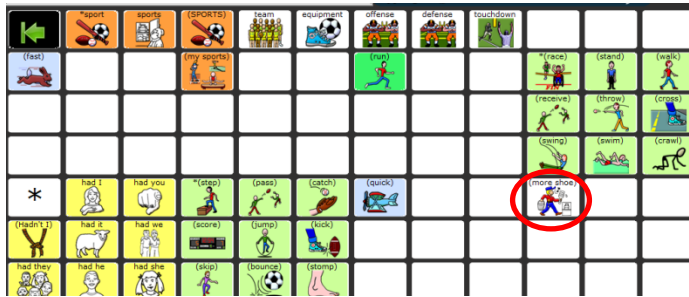 *sport sports (SPORTS) team equipment offense defense touchdown
(fast) (my sports) (run) *(race) (stand) (walk)
(receive) (throw) (cross)
(swing) (swim) (crawl)
* had I had you *(step) (pass) (catch) (quick) (more shoe)
(Hadn't I) had it had we (score) (jump) (kick)
had they had he had she (skip) (bounce) (stomp)